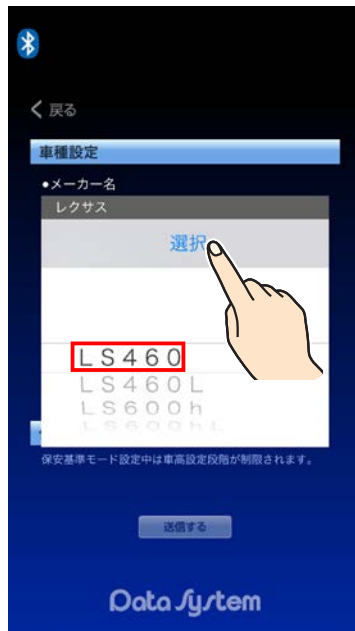 戻る
車種設定
●メーカー名
レクサス
選択
ＬＳ４６０
ＬＳ４６０Ｌ
ＬＳ６００ｈ
ＬＳ６００ｈＬ
保安基準モード設定中は車高設定段階が制限されます。
送信する
Data System